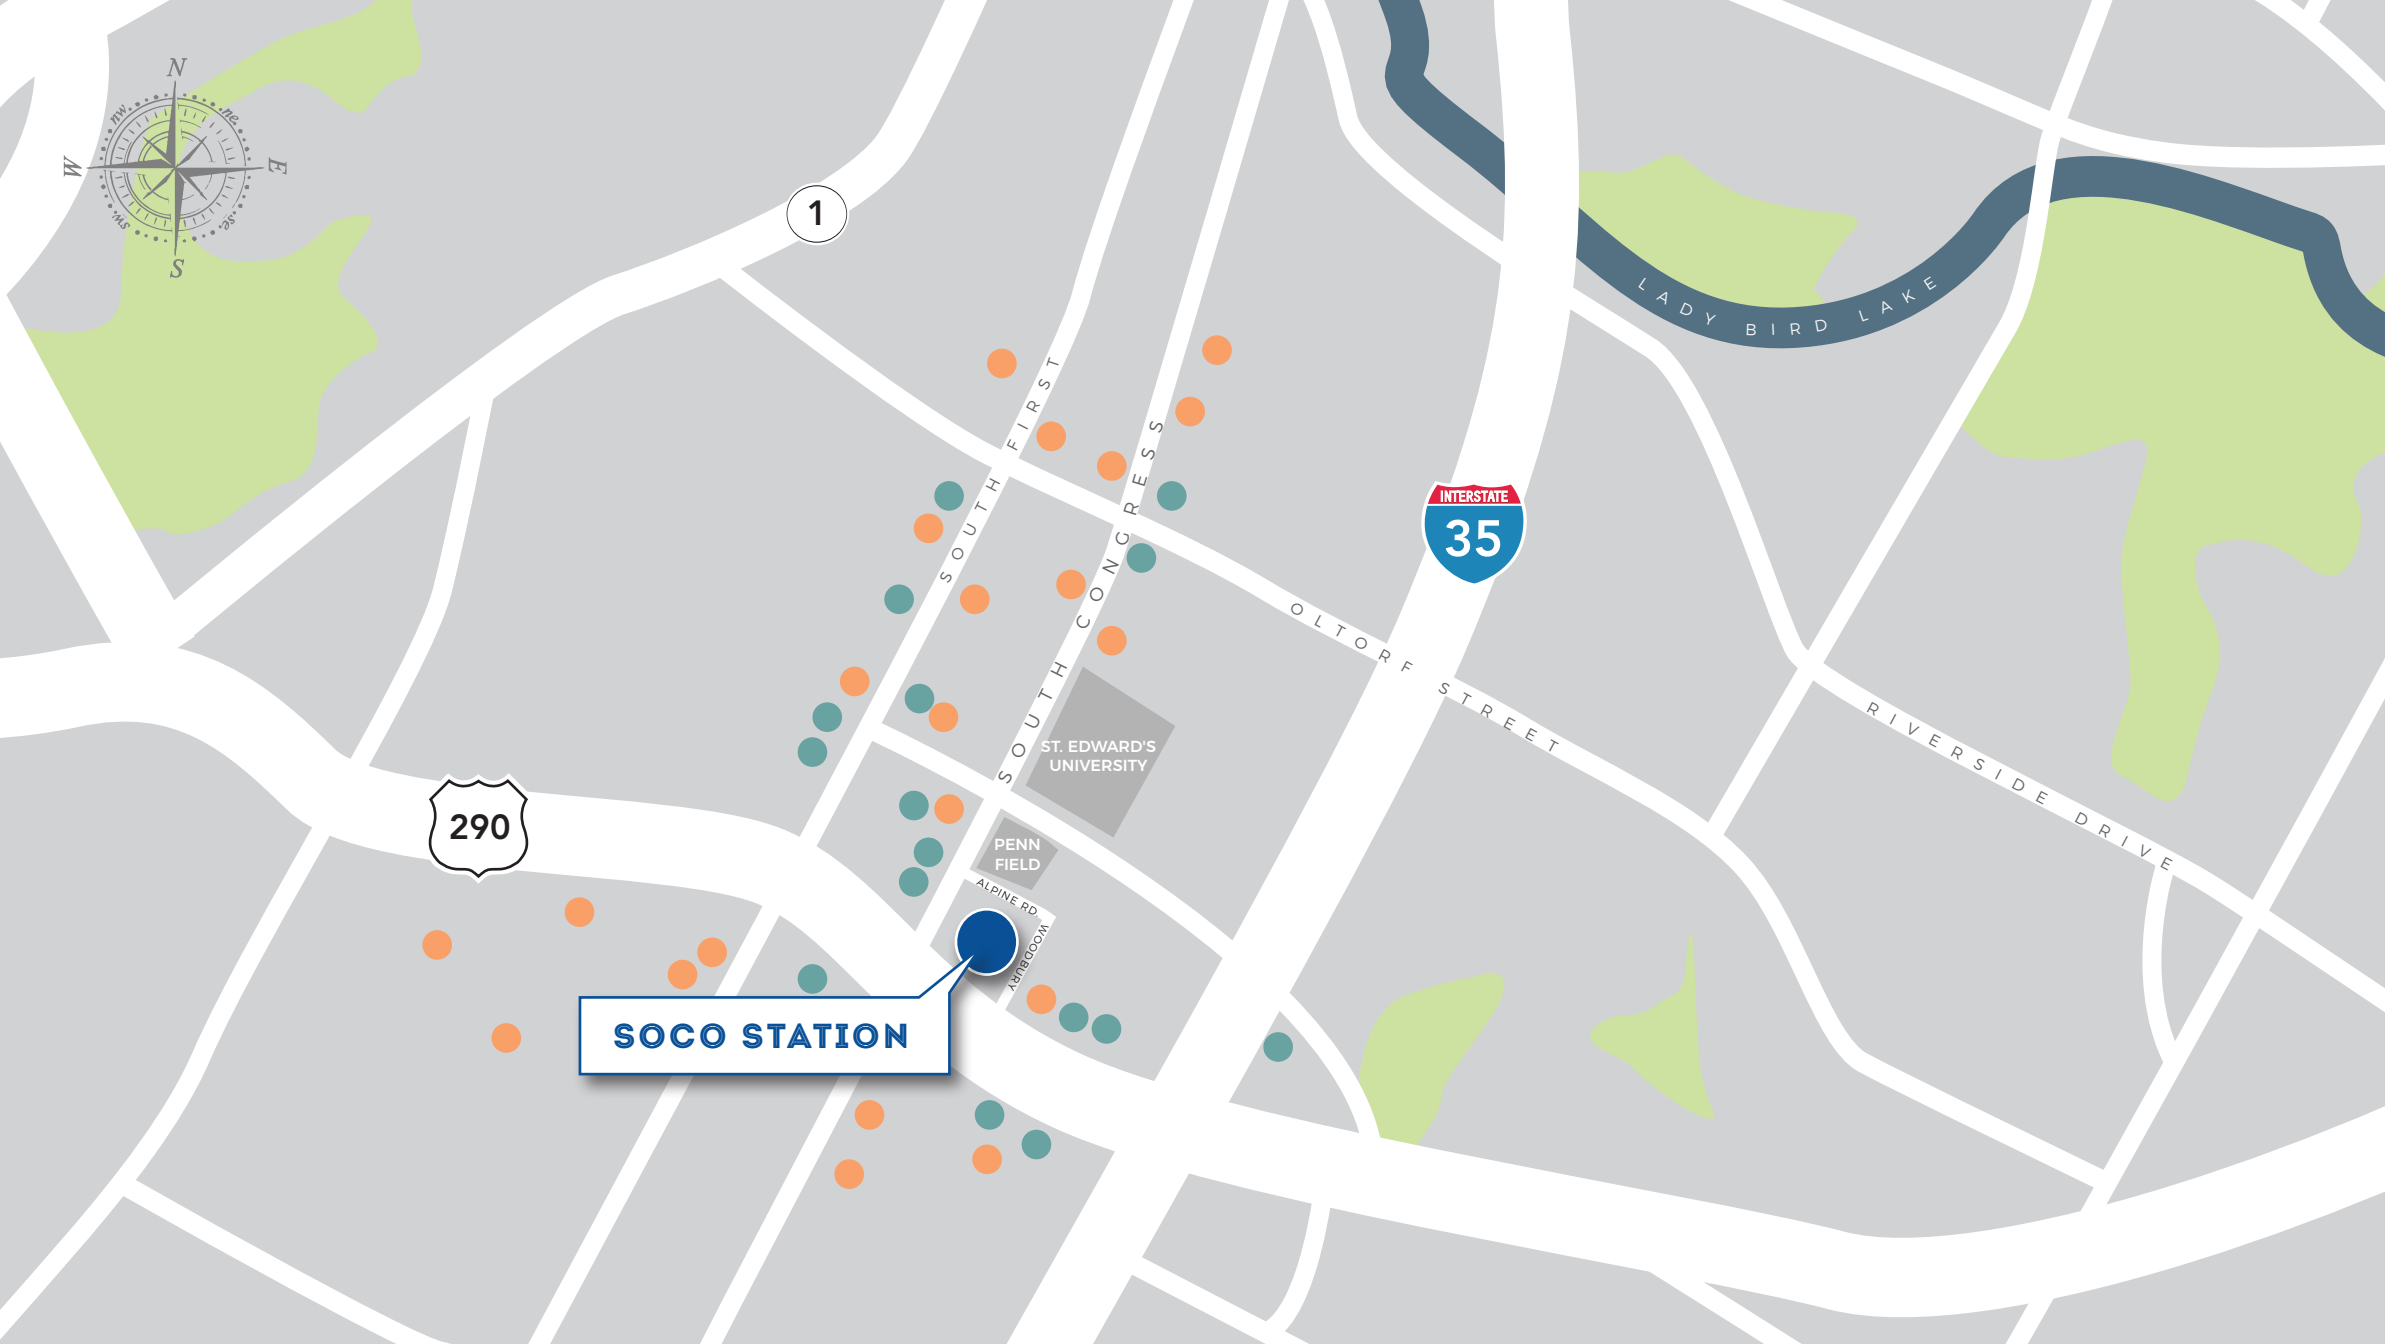 N
nw
ne
W
E
sw
se
S
1
LADY BIRD LAKE
SOUTH FIRST
SOUTH CONGRESS
INTERSTATE
35
OLTORF STREET
RIVERSIDE DRIVE
ST. EDWARD'S
UNIVERSITY
290
PENN
FIELD
ALPINE RD
WOODBURY
SOCO STATION